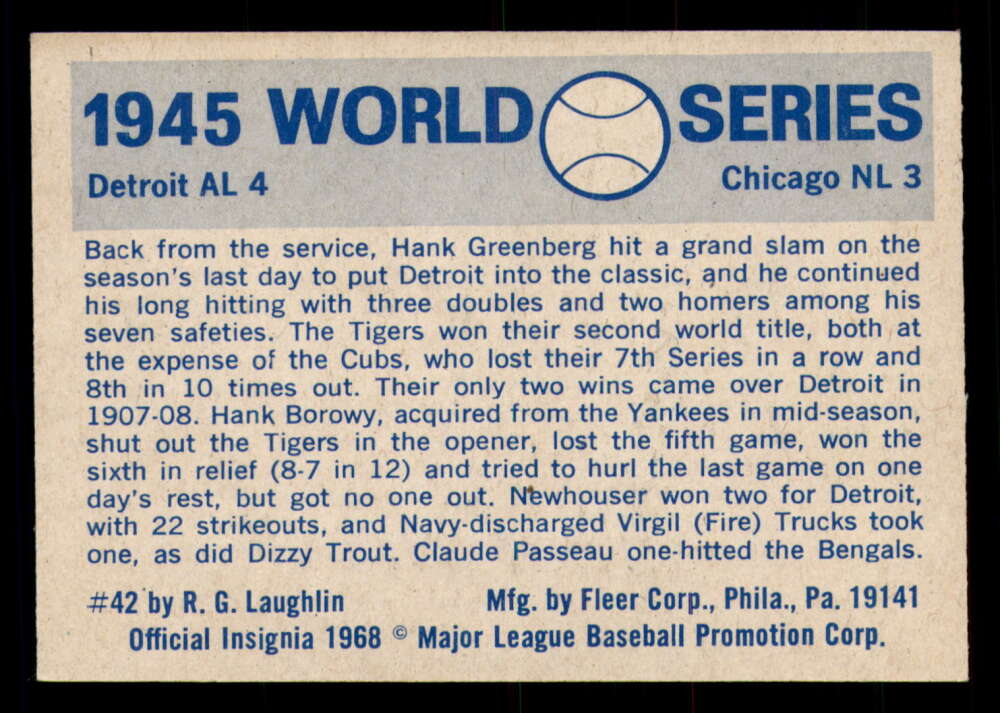 1945 WORLD SERIES
Detroit AL 4 Chicago NL 3
Back from the service, Hank Greenberg hit a grand slam on the
season's last day to put Detroit into the classic, and he continued
his long hitting with three doubles and two homers among his
seven safeties. The Tigers won their second world title, both at
the expense of the Cubs, who lost their 7th Series in a row and
8th in 10 times out. Their only two wins came over Detroit in
1907-08. Hank Borowy, acquired from the Yankees in mid-season,
shut out the Tigers in the opener, lost the fifth game, won the
sixth in relief (8-7 in 12) and tried to hurl the last game on one
day's rest, but got no one out. Newhouser won two for Detroit,
with 22 strikeouts, and Navy-discharged Virgil (Fire) Trucks took
one, as did Dizzy Trout. Claude Passeau one-hitted the Bengals.
#42 by R. G. Laughlin Mfg. by Fleer Corp., Phila., Pa. 19141
Official Insignia 1968 © Major League Baseball Promotion Corp.